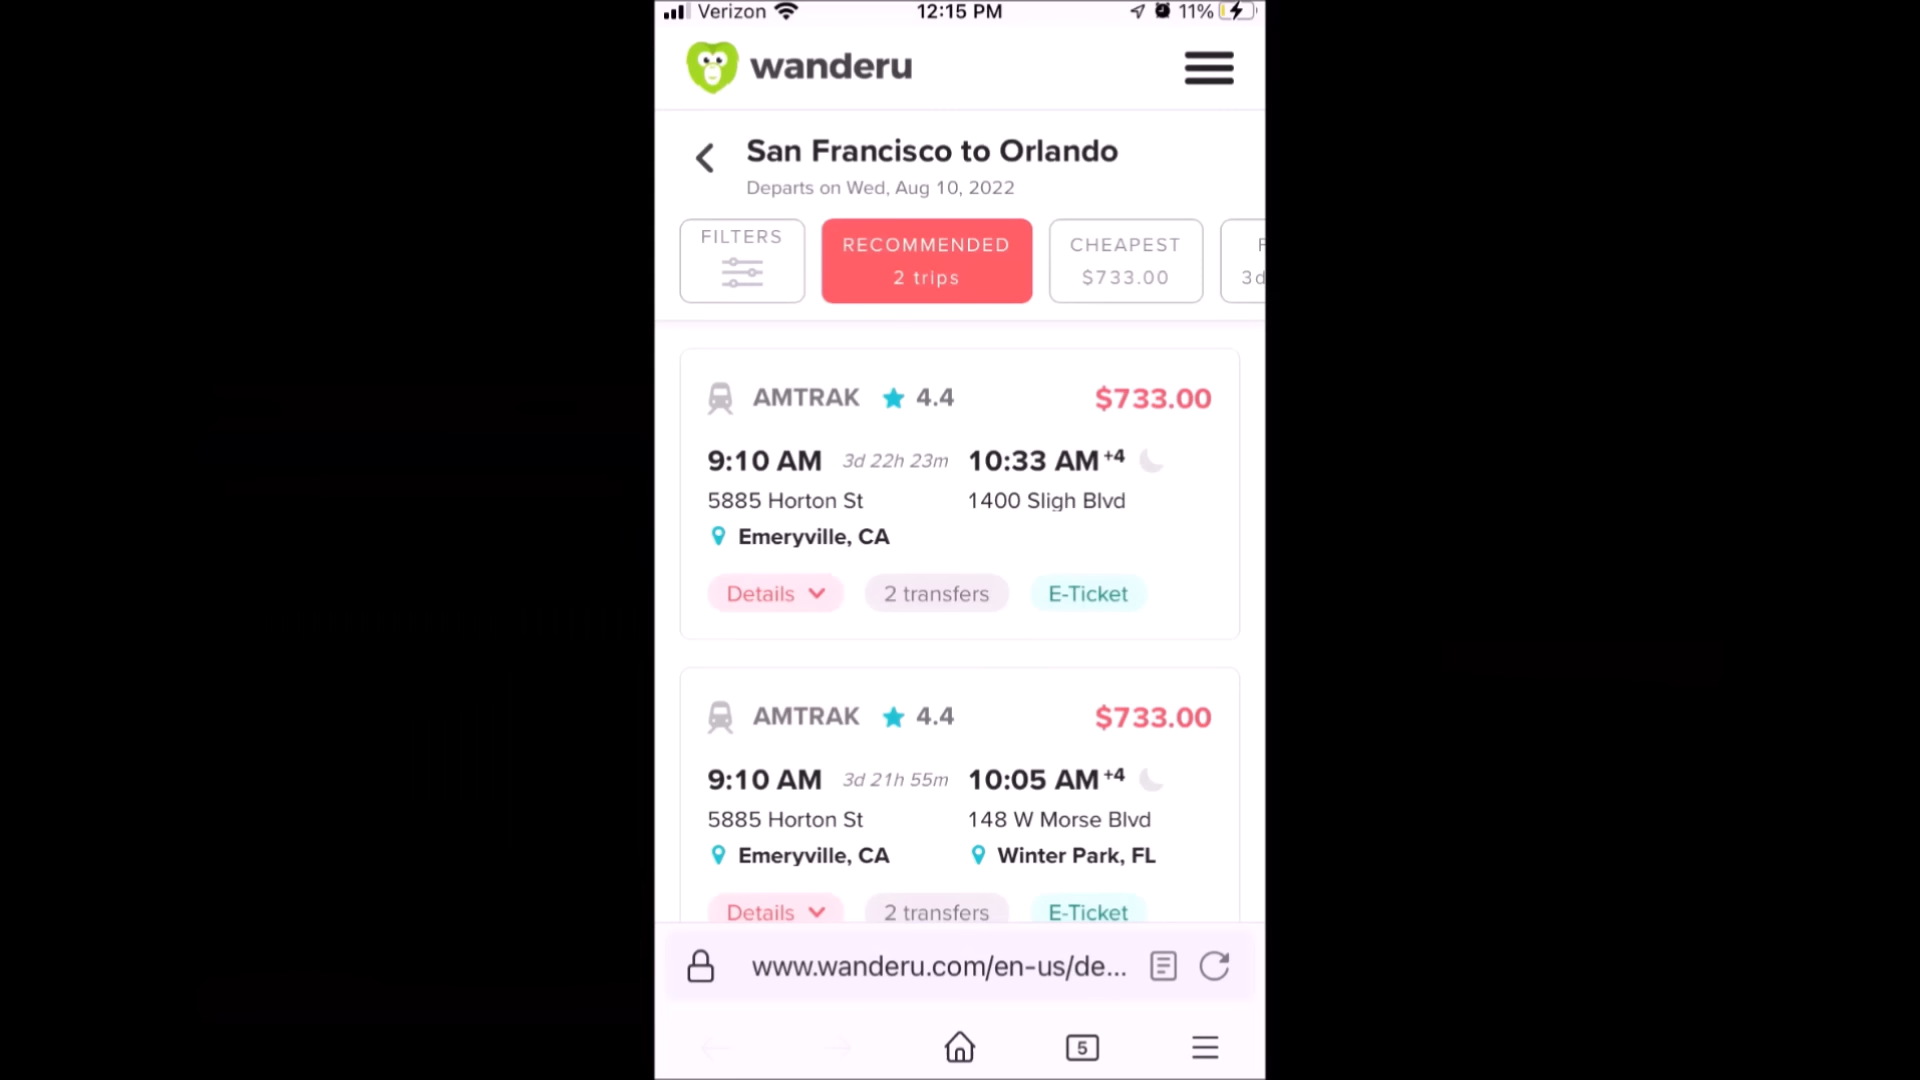 Verizon 12:15 PM 11%
wanderu
San Francisco to Orlando
Departs on Wed, Aug 10, 2022
FILTERS
RECOMMENDED
2 trips
CHEAPEST
$733.00
3d
AMTRAK 4.4 $733.00
9:10 AM 3d 22h 23m 10:33 AM +4
5885 Horton St 1400 Sligh Blvd
Emeryville, CA
Details 2 transfers E-Ticket
AMTRAK 4.4 $733.00
9:10 AM 3d 21h 55m 10:05 AM +4
5885 Horton St 148 W Morse Blvd
Emeryville, CA Winter Park, FL
Details 2 transfers E-Ticket
www.wanderu.com/en-us/de...
5